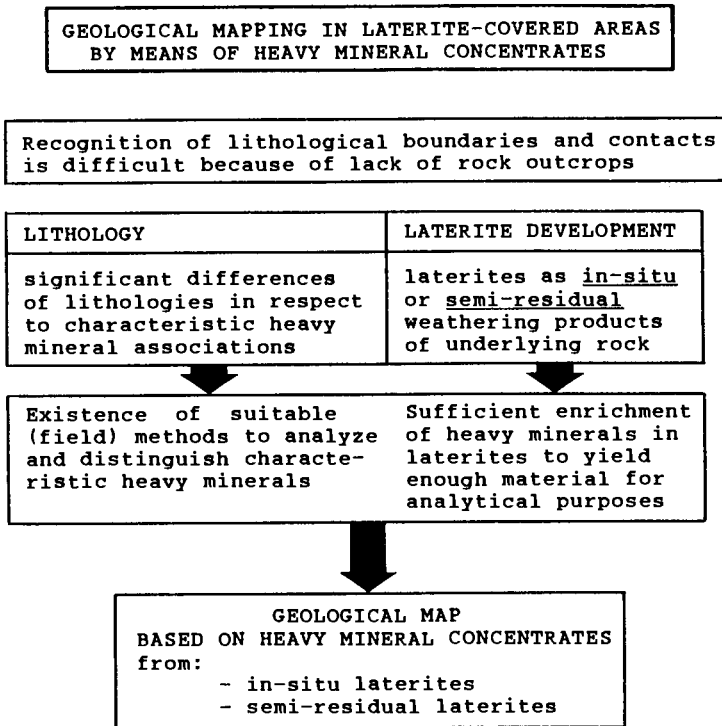 GEOLOGICAL MAPPING IN LATERITE-COVERED AREAS
BY MEANS OF HEAVY MINERAL CONCENTRATES
Recognition of lithological boundaries and contacts
is difficult because of lack of rock outcrops
LITHOLOGY
significant differences
of lithologies in respect
to characteristic heavy
mineral associations
LATERITE DEVELOPMENT
laterites as in-situ
or semi-residual
weathering products
of underlying rock
Existence of suitable
(field) methods to analyze
and distinguish characte-
ristic heavy minerals
Sufficient enrichment
of heavy minerals in
laterites to yield
enough material for
analytical purposes
GEOLOGICAL MAP
BASED ON HEAVY MINERAL CONCENTRATES
from:
- in-situ laterites
- semi-residual laterites